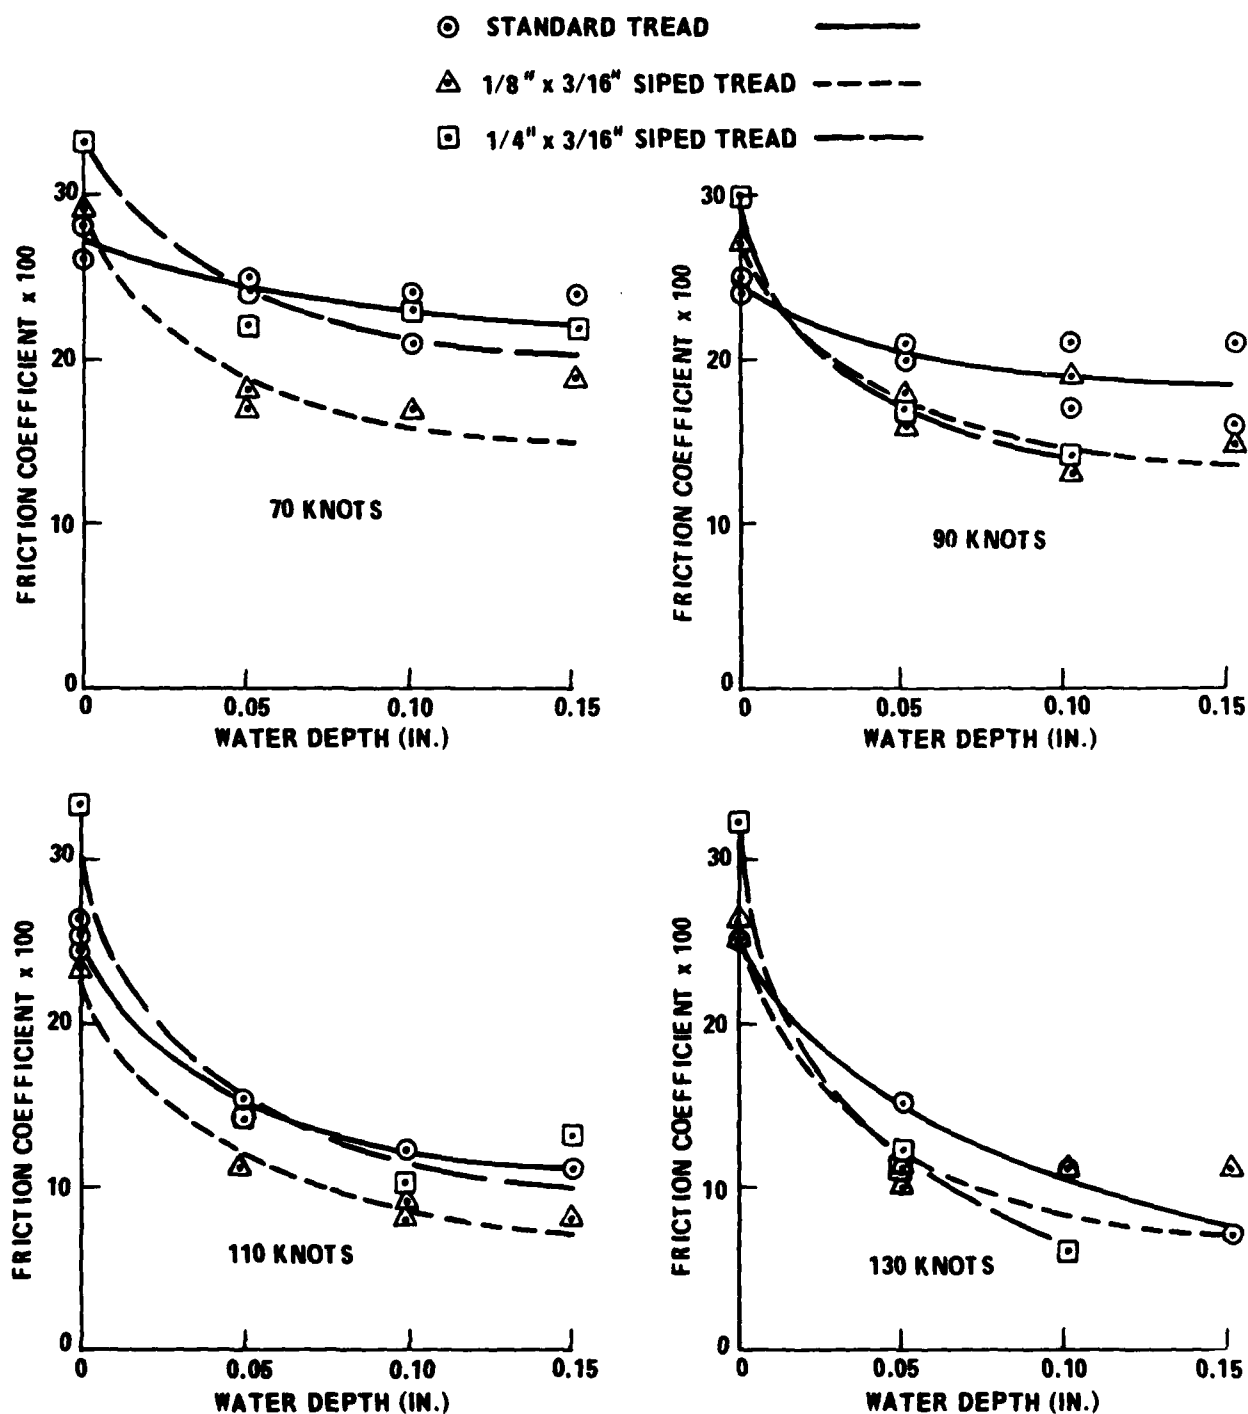 STANDARD TREAD
1/8" x 3/16" SIPED TREAD
1/4" x 3/16" SIPED TREAD
FRICTION COEFFICIENT x 100
30
20
10
0
70 KNOTS
0 0.05 0.10 0.15
WATER DEPTH (IN.)
FRICTION COEFFICIENT x 100
30
20
10
0
90 KNOTS
0 0.05 0.10 0.15
WATER DEPTH (IN.)
FRICTION COEFFICIENT x 100
30
20
10
0
110 KNOTS
0 0.05 0.10 0.15
WATER DEPTH (IN.)
FRICTION COEFFICIENT x 100
30
20
10
0
130 KNOTS
0 0.05 0.10 0.15
WATER DEPTH (IN.)